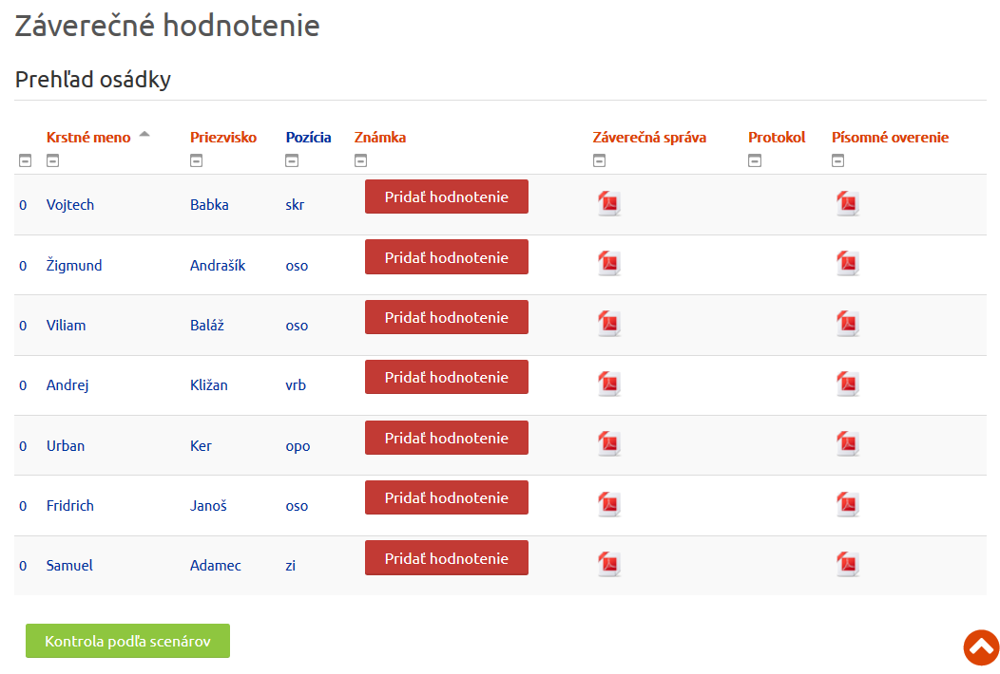 Záverečné hodnotenie
Prehľad osádky
Krstné meno Priezvisko Pozícia Známka Záverečná správa Protokol Písomné overenie
0 Vojtech Babka skr Pridať hodnotenie
0 Žigmund Andrašík oso Pridať hodnotenie
0 Viliam Baláž oso Pridať hodnotenie
0 Andrej Kližan vrb Pridať hodnotenie
0 Urban Ker opo Pridať hodnotenie
0 Fridrich Janoš oso Pridať hodnotenie
0 Samuel Adamec zi Pridať hodnotenie
Kontrola podľa scenárov